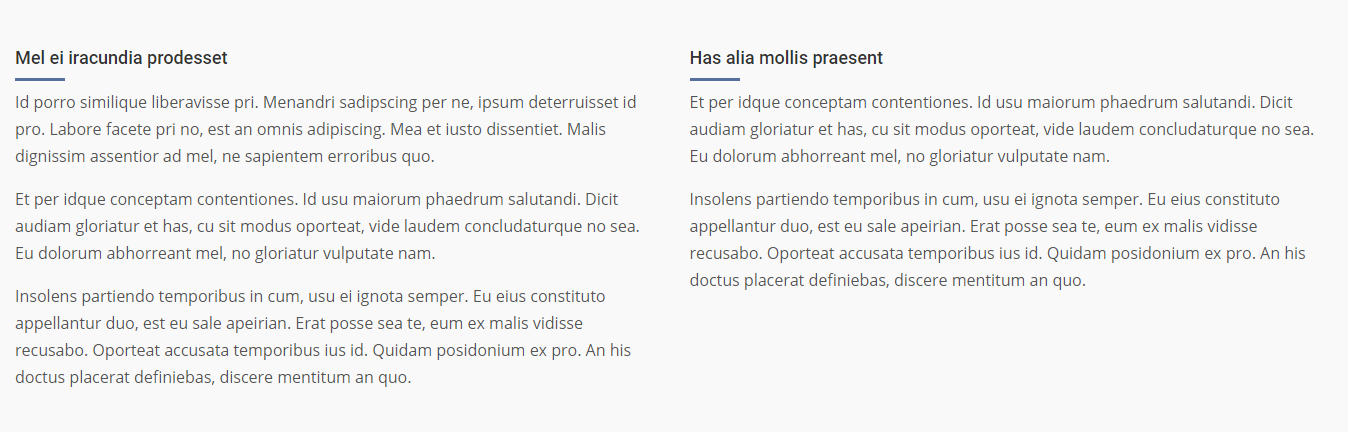 Mel ei iracundia prodesset
Id porro similique liberavisse pri. Menandri sadipscing per ne, ipsum deterruisset id
pro. Labore facete pri no, est an omnis adipiscing. Mea et iusto dissentiet. Malis
dignissim assentior ad mel, ne sapientem erroribus quo.
Et per idque conceptam contentiones. Id usu maiorum phaedrum salutandi. Dicit
audiam gloriatur et has, cu sit modus oporteat, vide laudem concludaturque no sea.
Eu dolorum abhorreant mel, no gloriatur vulputate nam.
Insolens partiendo temporibus in cum, usu ei ignota semper. Eu eius constituto
appellantur duo, est eu sale apeirian. Erat posse sea te, eum ex malis vidisse
recusabo. Oporteat accusata temporibus ius id. Quidam posidonium ex pro. An his
doctus placerat definiebas, discere mentitum an quo.
Has alia mollis praesent
Et per idque conceptam contentiones. Id usu maiorum phaedrum salutandi. Dicit
audiam gloriatur et has, cu sit modus oporteat, vide laudem concludaturque no sea.
Eu dolorum abhorreant mel, no gloriatur vulputate nam.
Insolens partiendo temporibus in cum, usu ei ignota semper. Eu eius constituto
appellantur duo, est eu sale apeirian. Erat posse sea te, eum ex malis vidisse
recusabo. Oporteat accusata temporibus ius id. Quidam posidonium ex pro. An his
doctus placerat definiebas, discere mentitum an quo.